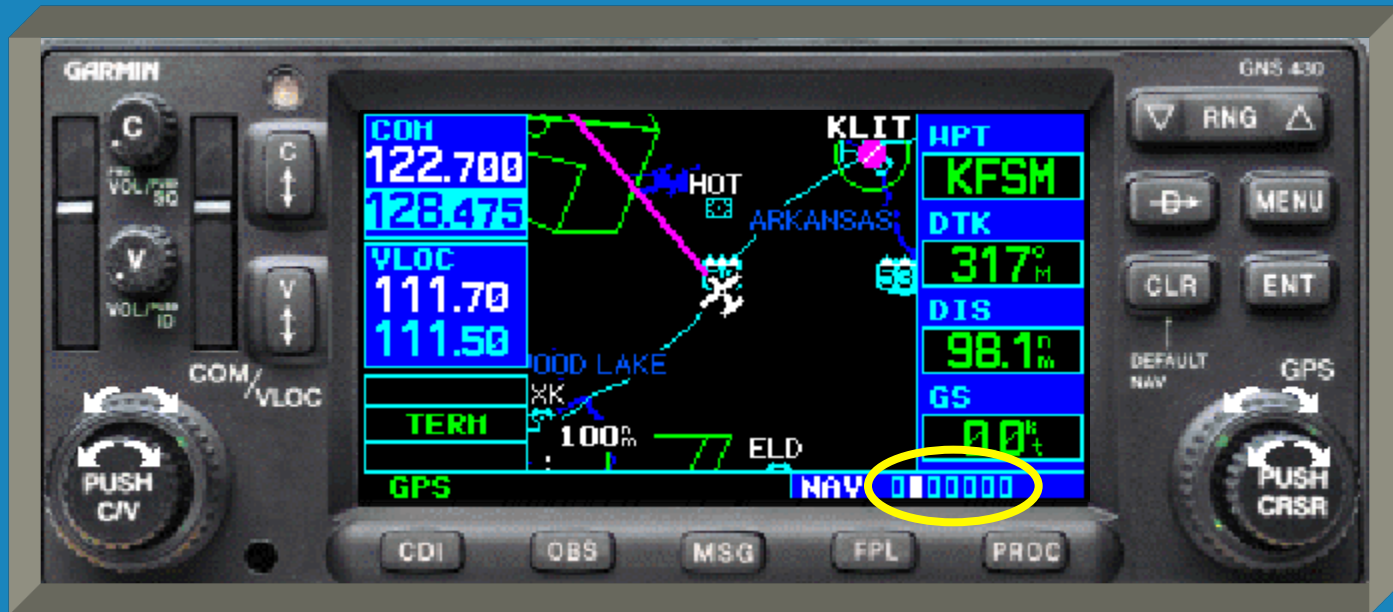 GARMIN
GNS 430
C
VOL/PUSH SQ
C
V
VOL/PUSH ID
V
COM/VLOC
PUSH C/V
COM
122.700
128.475
VLOC
111.70
111.50
TERM
GPS
KLIT
HOT
ARKANSAS
53
OOD LAKE
XK
100nm
ELD
WPT
KFSM
DTK
317°M
DIS
98.1nm
GS
0.0kt
NAV
RNG
D
MENU
CLR
ENT
DEFAULT NAV
GPS
PUSH CRSR
CDI
OBS
MSG
FPL
PROC